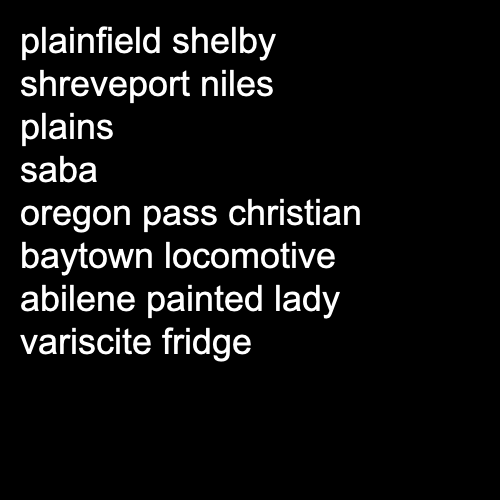 plainfield shelby
shreveport niles
plains
saba
oregon pass christian
baytown locomotive
abilene painted lady
variscite fridge